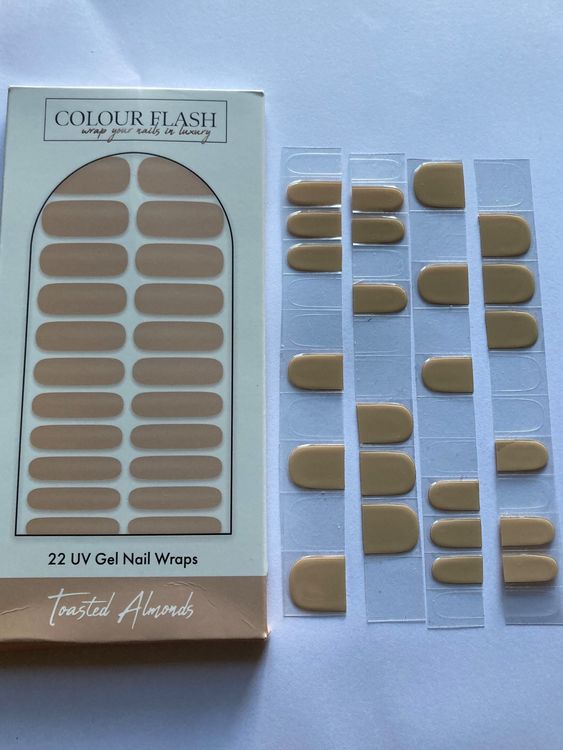 COLOUR FLASH
wrap your nails in luxury
22 UV Gel Nail Wraps
Toasted Almonds